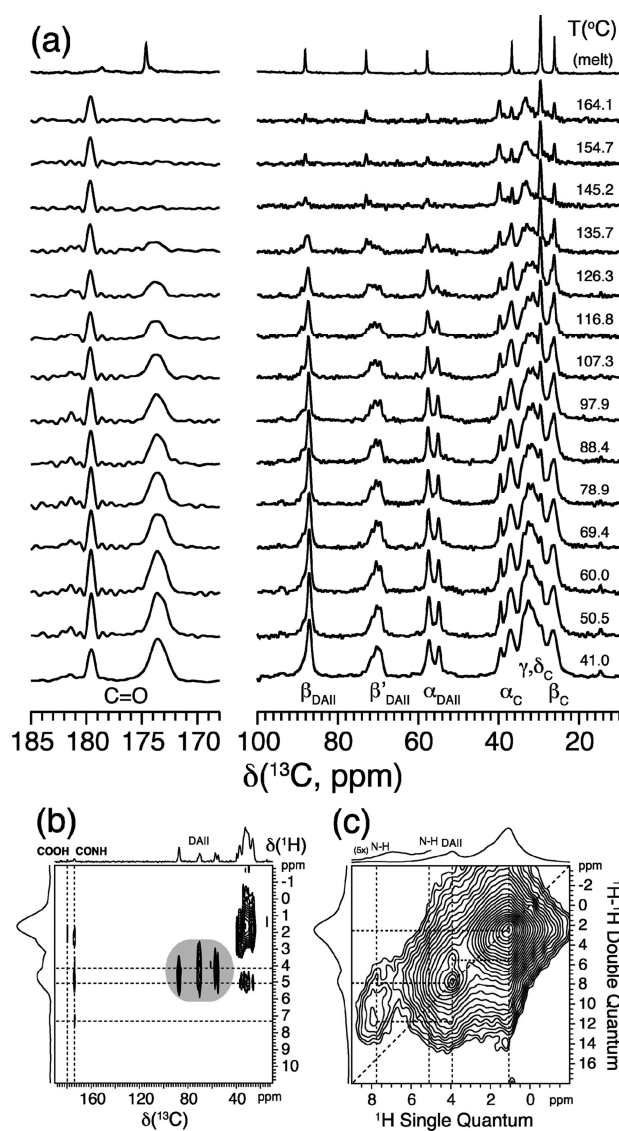 (a)
T(°C)
(melt)
164.1
154.7
145.2
135.7
126.3
116.8
107.3
97.9
88.4
78.9
69.4
60.0
50.5
41.0
C=O
β_DAII
β'_DAII
α_DAII
α_C
γ,δ_C
β_C
185 180 175 170
100 80 60 40 20
δ(¹³C, ppm)
(b)
COOH CONH DAII δ(¹H)
ppm
-1
0
1
2
3
4
5
6
7
8
9
10
160 120 80 40 ppm
δ(¹³C)
(c)
(5x) N-H N-H DAII
ppm
-2
0
2
4
6
8
10
12
14
16
¹H-¹H Double Quantum
8 6 4 2 0 ppm
¹H Single Quantum